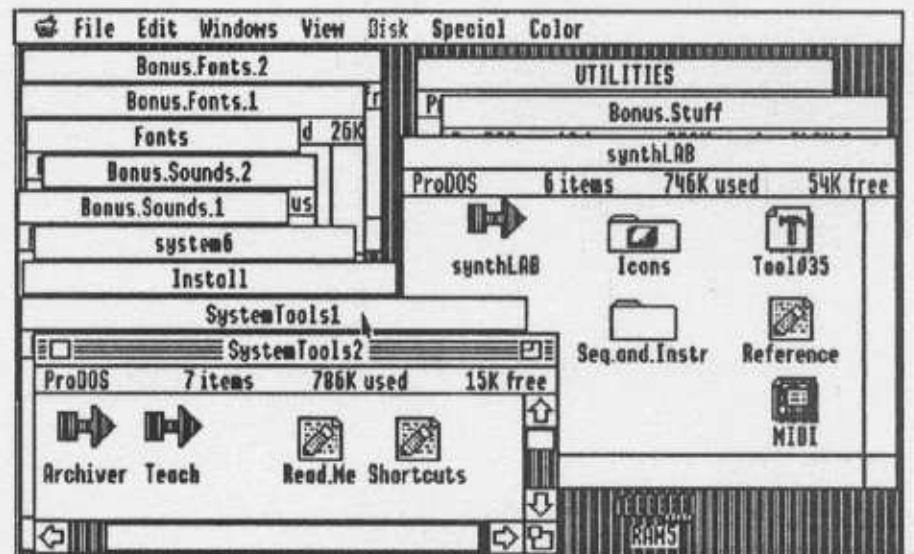 File Edit Windows View Disk Special Color
Bonus.Fonts.2
Bonus.Fonts.1
Fonts
d 26K
Bonus.Sounds.2
Bonus.Sounds.1
us
system6
Install
SystemTools1
SystemTools2
ProDOS 7 items 786K used 15K free
Archiver Teach Read.Me Shortcuts
UTILITIES
Bonus.Stuff
synthLAB
ProDOS 6 items 746K used 54K free
synthLAB Icons Tool035
Seq.and.Instr Reference
MIDI
RAM5